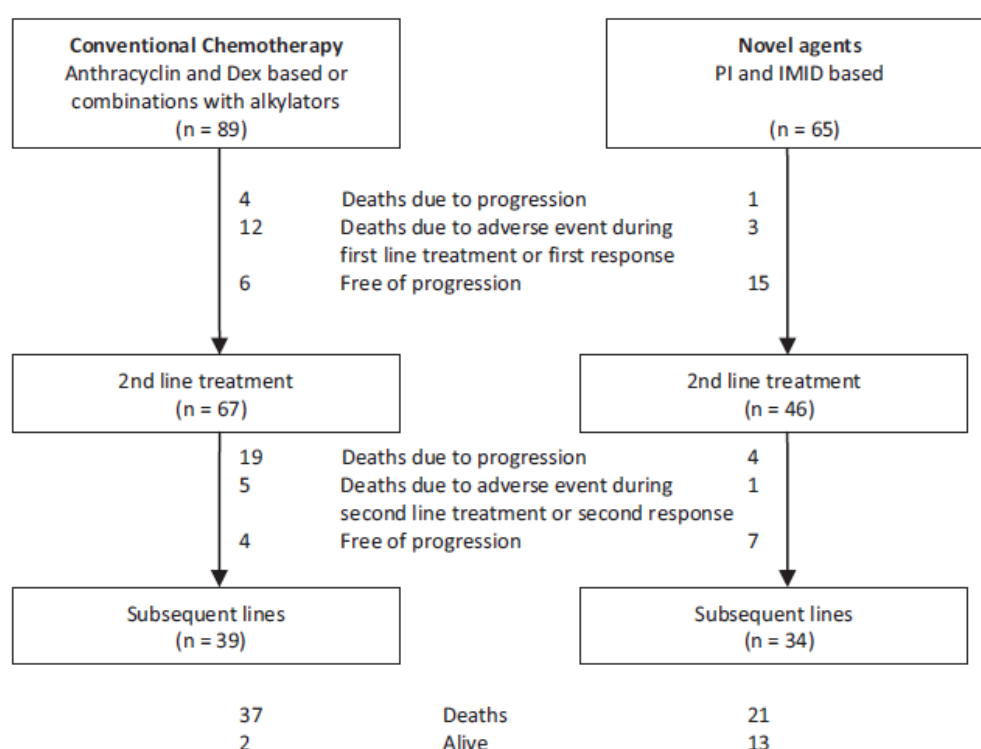 Conventional Chemotherapy
Anthracyclin and Dex based or
combinations with alkylators
(n = 89)
Novel agents
PI and IMID based
(n = 65)
4 Deaths due to progression 1
12 Deaths due to adverse event during 3
first line treatment or first response
6 Free of progression 15
2nd line treatment
(n = 67)
2nd line treatment
(n = 46)
19 Deaths due to progression 4
5 Deaths due to adverse event during 1
second line treatment or second response
4 Free of progression 7
Subsequent lines
(n = 39)
Subsequent lines
(n = 34)
37 Deaths 21
2 Alive 13